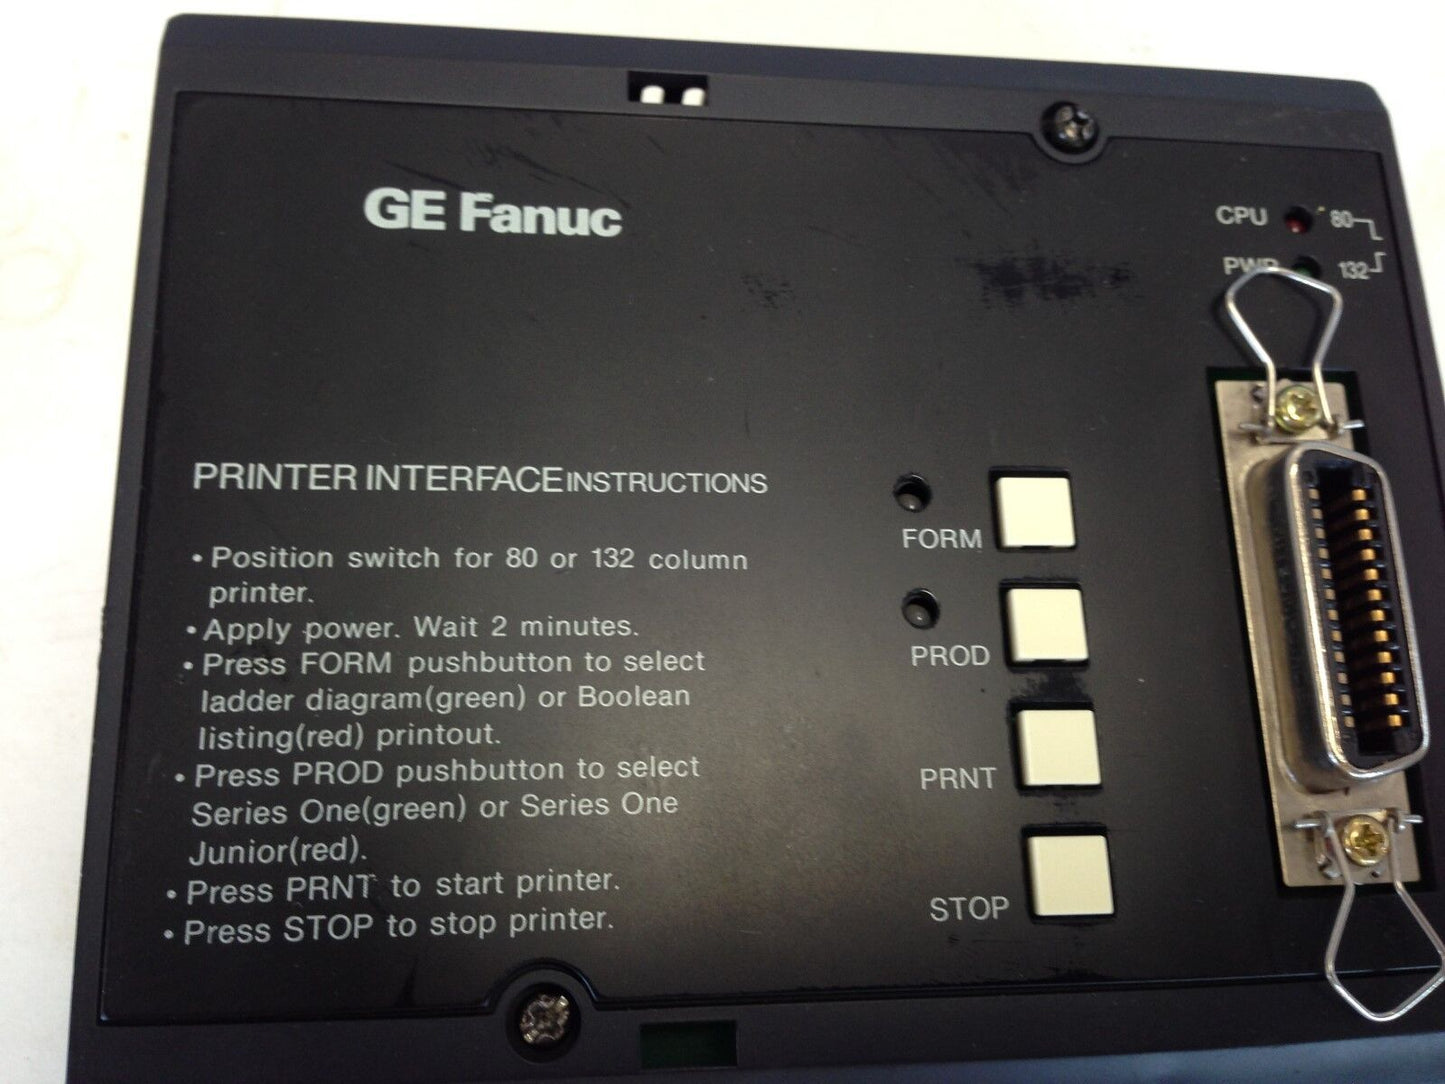 GE Fanuc
CPU 80
PWR 132
PRINTER INTERFACE INSTRUCTIONS
• Position switch for 80 or 132 column
printer.
• Apply power. Wait 2 minutes.
• Press FORM pushbutton to select
ladder diagram(green) or Boolean
listing(red) printout.
• Press PROD pushbutton to select
Series One(green) or Series One
Junior(red).
• Press PRNT to start printer.
• Press STOP to stop printer.
FORM
PROD
PRNT
STOP